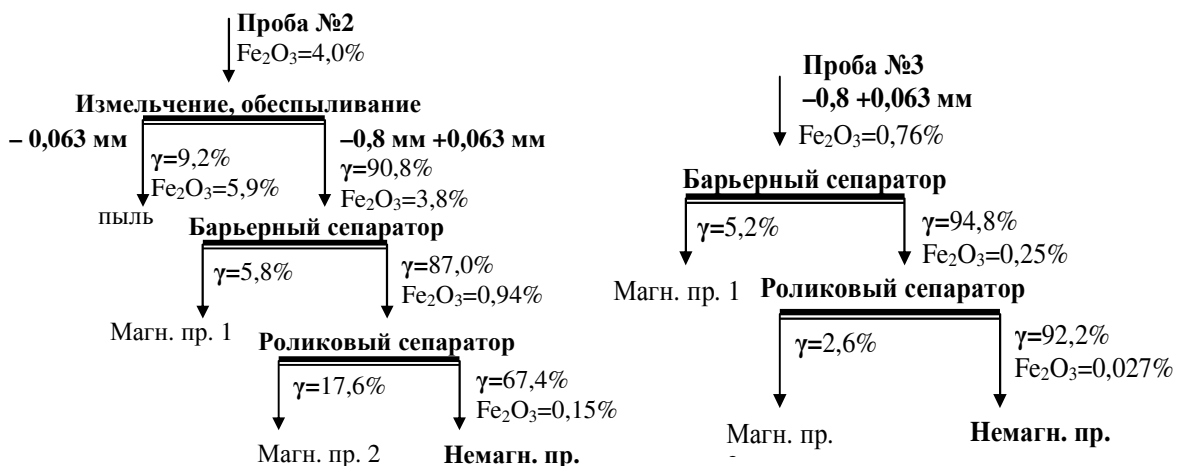 Проба №2
Fe₂O₃=4,0%
Измельчение, обеспыливание
– 0,063 мм
–0,8 мм +0,063 мм
γ=9,2%
Fe₂O₃=5,9%
γ=90,8%
Fe₂O₃=3,8%
пыль
Барьерный сепаратор
γ=5,8%
γ=87,0%
Fe₂O₃=0,94%
Магн. пр. 1
Роликовый сепаратор
γ=17,6%
γ=67,4%
Fe₂O₃=0,15%
Магн. пр. 2
Немагн. пр.
Проба №3
–0,8 +0,063 мм
Fe₂O₃=0,76%
Барьерный сепаратор
γ=5,2%
γ=94,8%
Fe₂O₃=0,25%
Магн. пр. 1
Роликовый сепаратор
γ=2,6%
γ=92,2%
Fe₂O₃=0,027%
Магн. пр.
Немагн. пр.